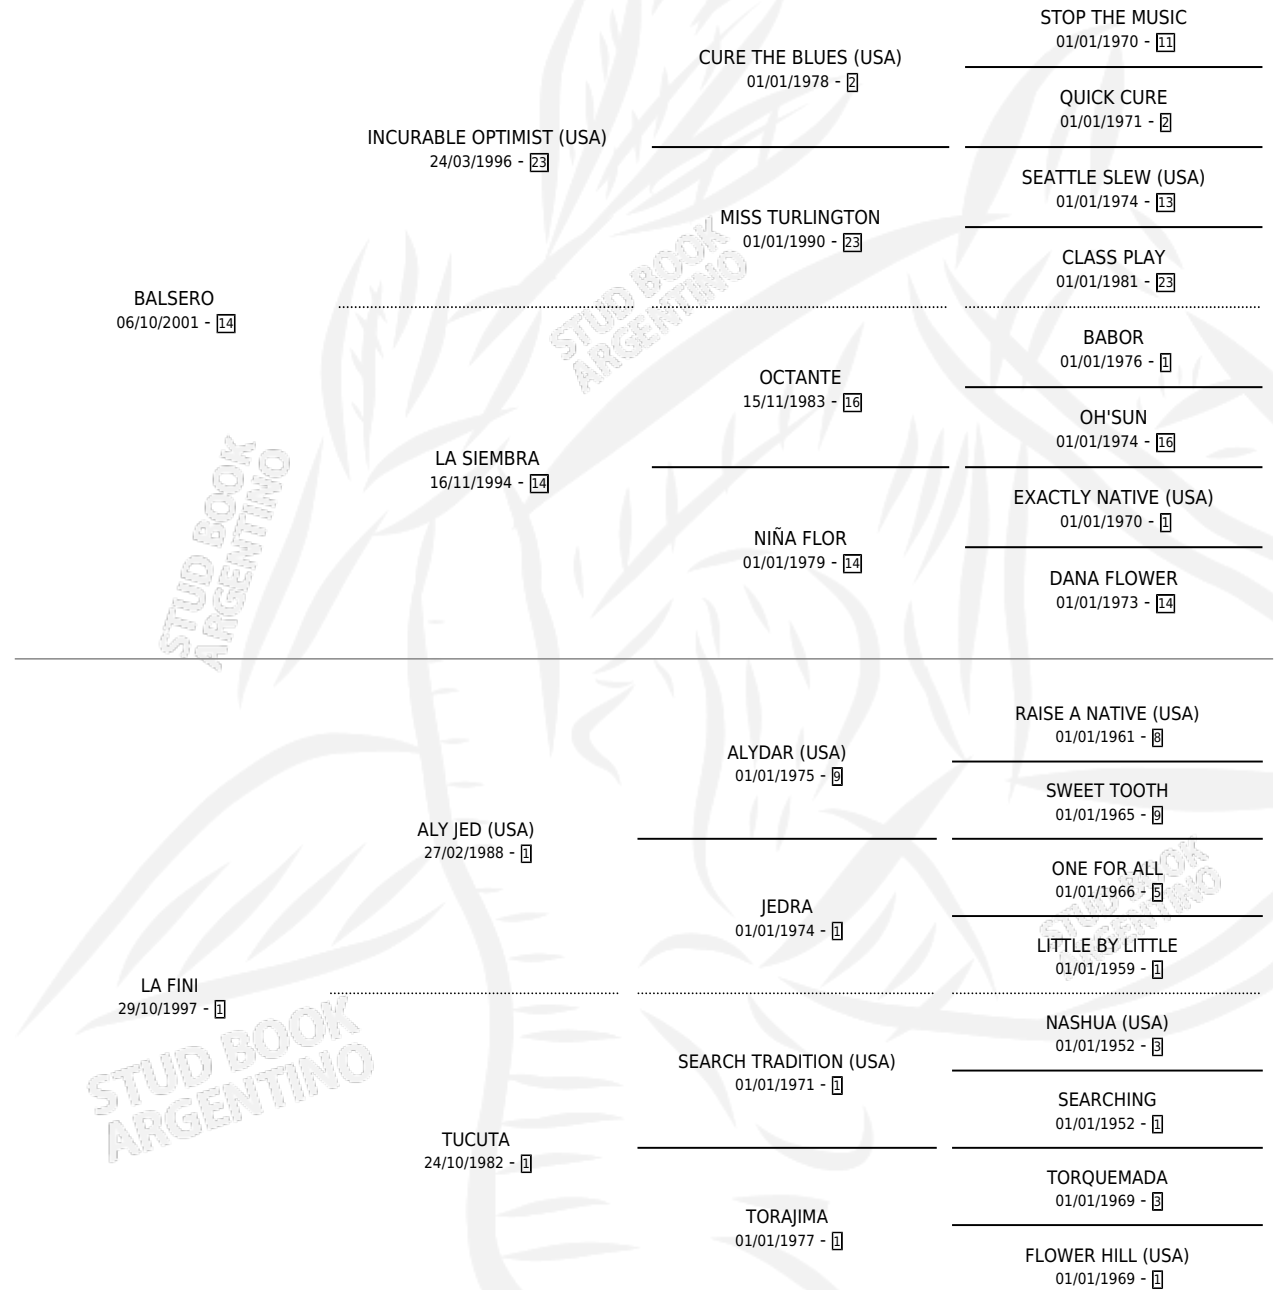 STOP THE MUSIC
01/01/1970 - 11
CURE THE BLUES (USA)
01/01/1978 - 2
QUICK CURE
01/01/1971 - 2
INCURABLE OPTIMIST (USA)
24/03/1996 - 23
SEATTLE SLEW (USA)
01/01/1974 - 13
MISS TURLINGTON
01/01/1990 - 23
CLASS PLAY
01/01/1981 - 23
BALSERO
06/10/2001 - 14
STUD BOOK
ARGENTINO
BABOR
01/01/1976 - 1
OCTANTE
15/11/1983 - 16
OH'SUN
01/01/1974 - 16
LA SIEMBRA
16/11/1994 - 14
EXACTLY NATIVE (USA)
01/01/1970 - 1
NIÑA FLOR
01/01/1979 - 14
DANA FLOWER
01/01/1973 - 14
STUD BOOK
ARGENTINO
RAISE A NATIVE (USA)
01/01/1961 - 8
ALYDAR (USA)
01/01/1975 - 9
SWEET TOOTH
01/01/1965 - 9
ALY JED (USA)
27/02/1988 - 1
ONE FOR ALL
01/01/1966 - 5
JEDRA
01/01/1974 - 1
STUD BOOK
ARGENTINO
LITTLE BY LITTLE
01/01/1959 - 1
LA FINI
29/10/1997 - 1
NASHUA (USA)
01/01/1952 - 3
SEARCH TRADITION (USA)
01/01/1971 - 1
STUD BOOK
ARGENTINO
SEARCHING
01/01/1952 - 1
TUCUTA
24/10/1982 - 1
TORQUEMADA
01/01/1969 - 3
TORAJIMA
01/01/1977 - 1
FLOWER HILL (USA)
01/01/1969 - 1